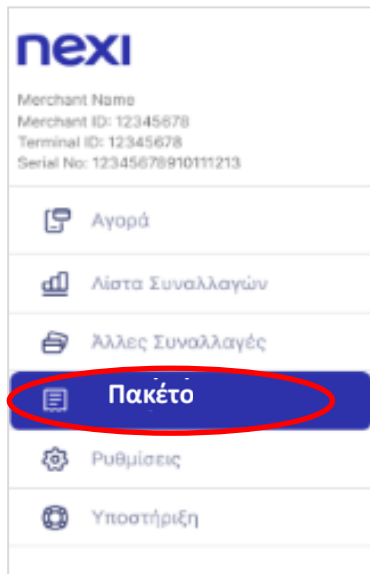 nexi
Merchant Name
Merchant ID: 12345678
Terminal ID: 12345678
Serial No: 12345678910111213
Αγορά
Λίστα Συναλλαγών
Άλλες Συναλλαγές
Πακέτο
Ρυθμίσεις
Υποστήριξη